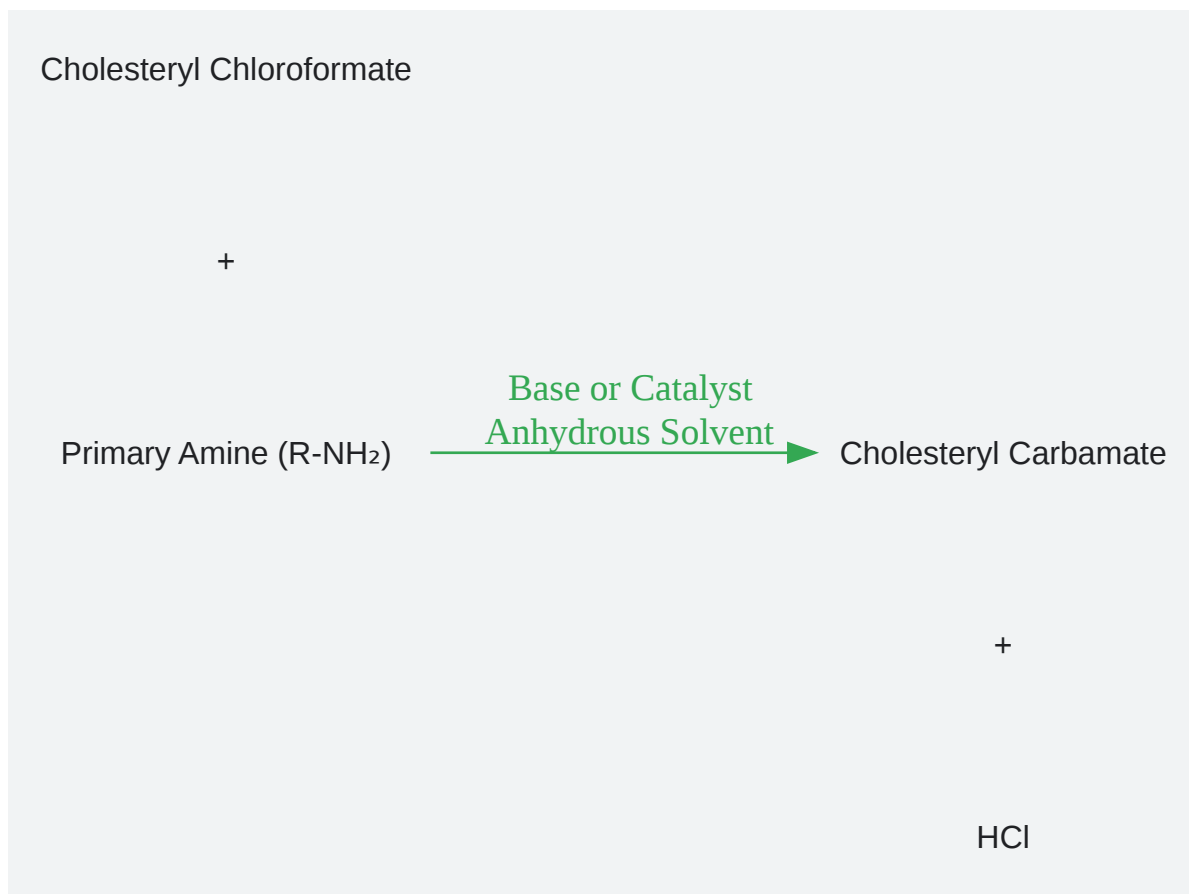 Cholesteryl Chloroformate
+
Base or Catalyst
Anhydrous Solvent
Primary Amine (R-NH₂)
Cholesteryl Carbamate
+
HCl